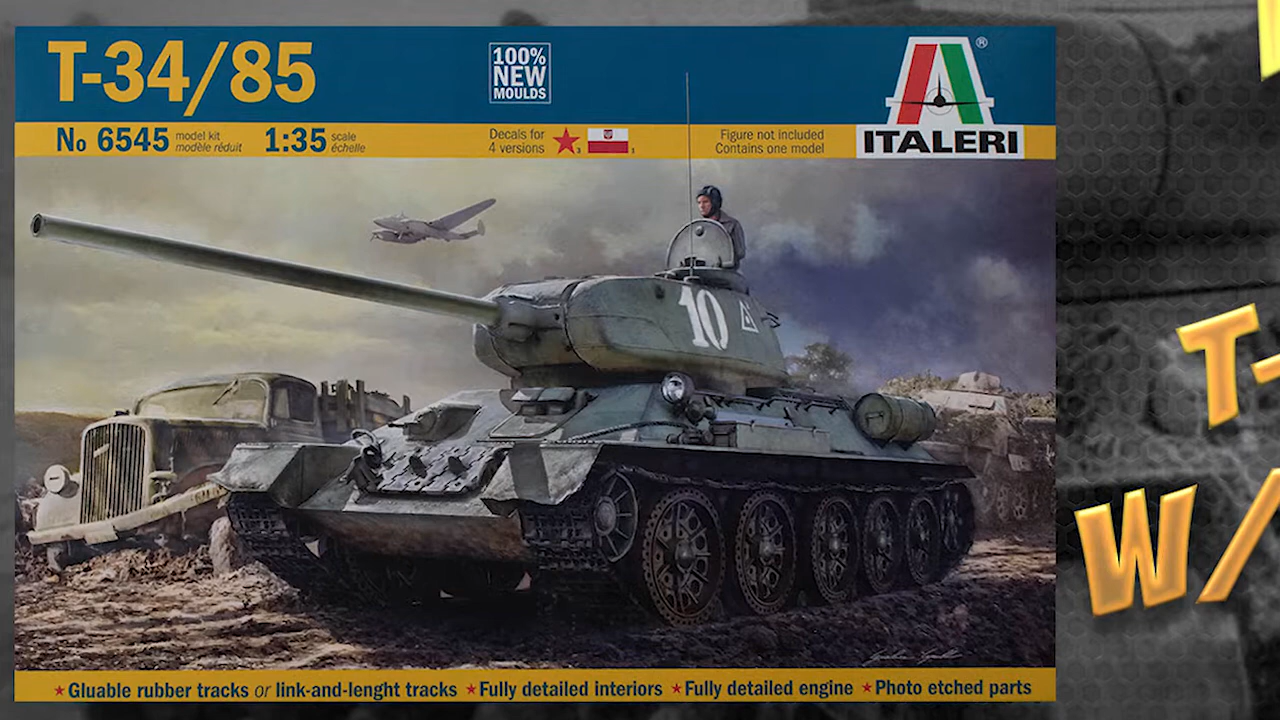 T-34/85
100%
NEW
MOULDS
®
ITALERI
No 6545 model kit
modèle réduit
1:35 scale
échelle
Decals for
4 versions
3
1
Figure not included
Contains one model
10
★Gluable rubber tracks or link-and-lenght tracks ★Fully detailed interiors ★Fully detailed engine ★Photo etched parts
T-
W/